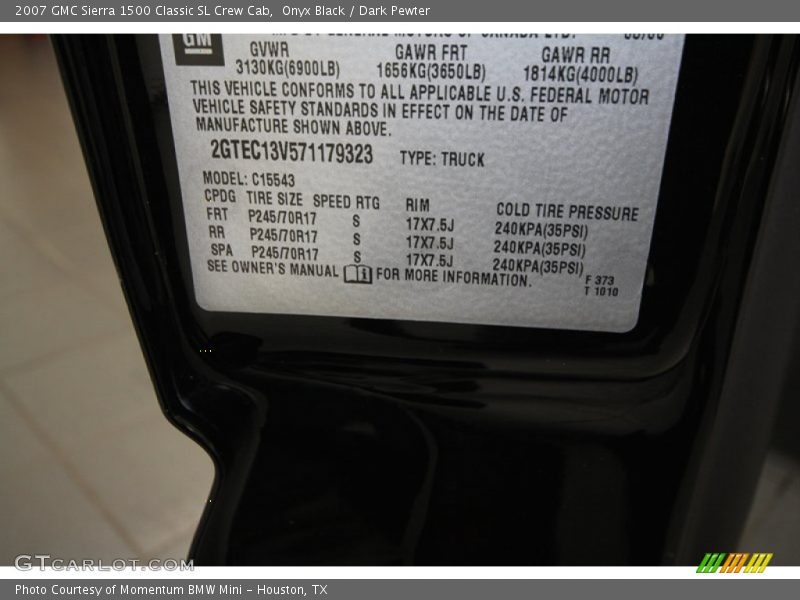 2007 GMC Sierra 1500 Classic SL Crew Cab,  Onyx Black / Dark Pewter
GM
GVWR GAWR FRT GAWR RR
3130KG(6900LB) 1656KG(3650LB) 1814KG(4000LB)
THIS VEHICLE CONFORMS TO ALL APPLICABLE U.S. FEDERAL MOTOR
VEHICLE SAFETY STANDARDS IN EFFECT ON THE DATE OF
MANUFACTURE SHOWN ABOVE.
2GTEC13V571179323 TYPE: TRUCK
MODEL: C15543
CPDG TIRE SIZE SPEED RTG RIM COLD TIRE PRESSURE
FRT P245/70R17 S 17X7.5J 240KPA(35PSI)
RR P245/70R17 S 17X7.5J 240KPA(35PSI)
SPA P245/70R17 S 17X7.5J 240KPA(35PSI)
SEE OWNER'S MANUAL FOR MORE INFORMATION.
F 373
T 1010
GTcarlot.com
Photo Courtesy of Momentum BMW Mini - Houston, TX